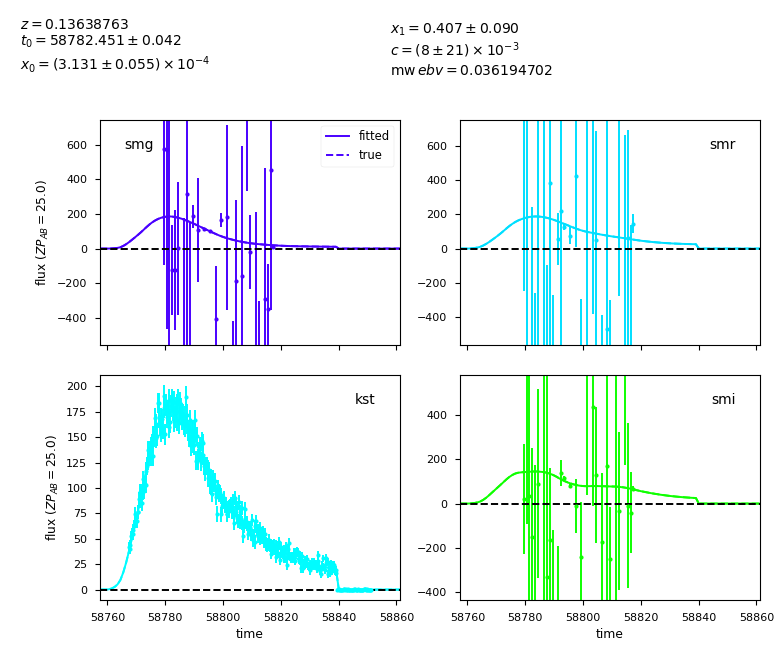 z = 0.13638763
t₀ = 58782.451 ± 0.042
x₀ = (3.131 ± 0.055) × 10⁻⁴
x₁ = 0.407 ± 0.090
c = (8 ± 21) × 10⁻³
mw ebv = 0.036194702
smg
fitted
true
600
400
200
0
−200
−400
flux (ZP_AB = 25.0)
smr
600
400
200
0
−200
−400
kst
200
175
150
125
100
75
50
25
0
flux (ZP_AB = 25.0)
58760 58780 58800 58820 58840 58860
time
smi
400
200
0
−200
−400
58760 58780 58800 58820 58840 58860
time